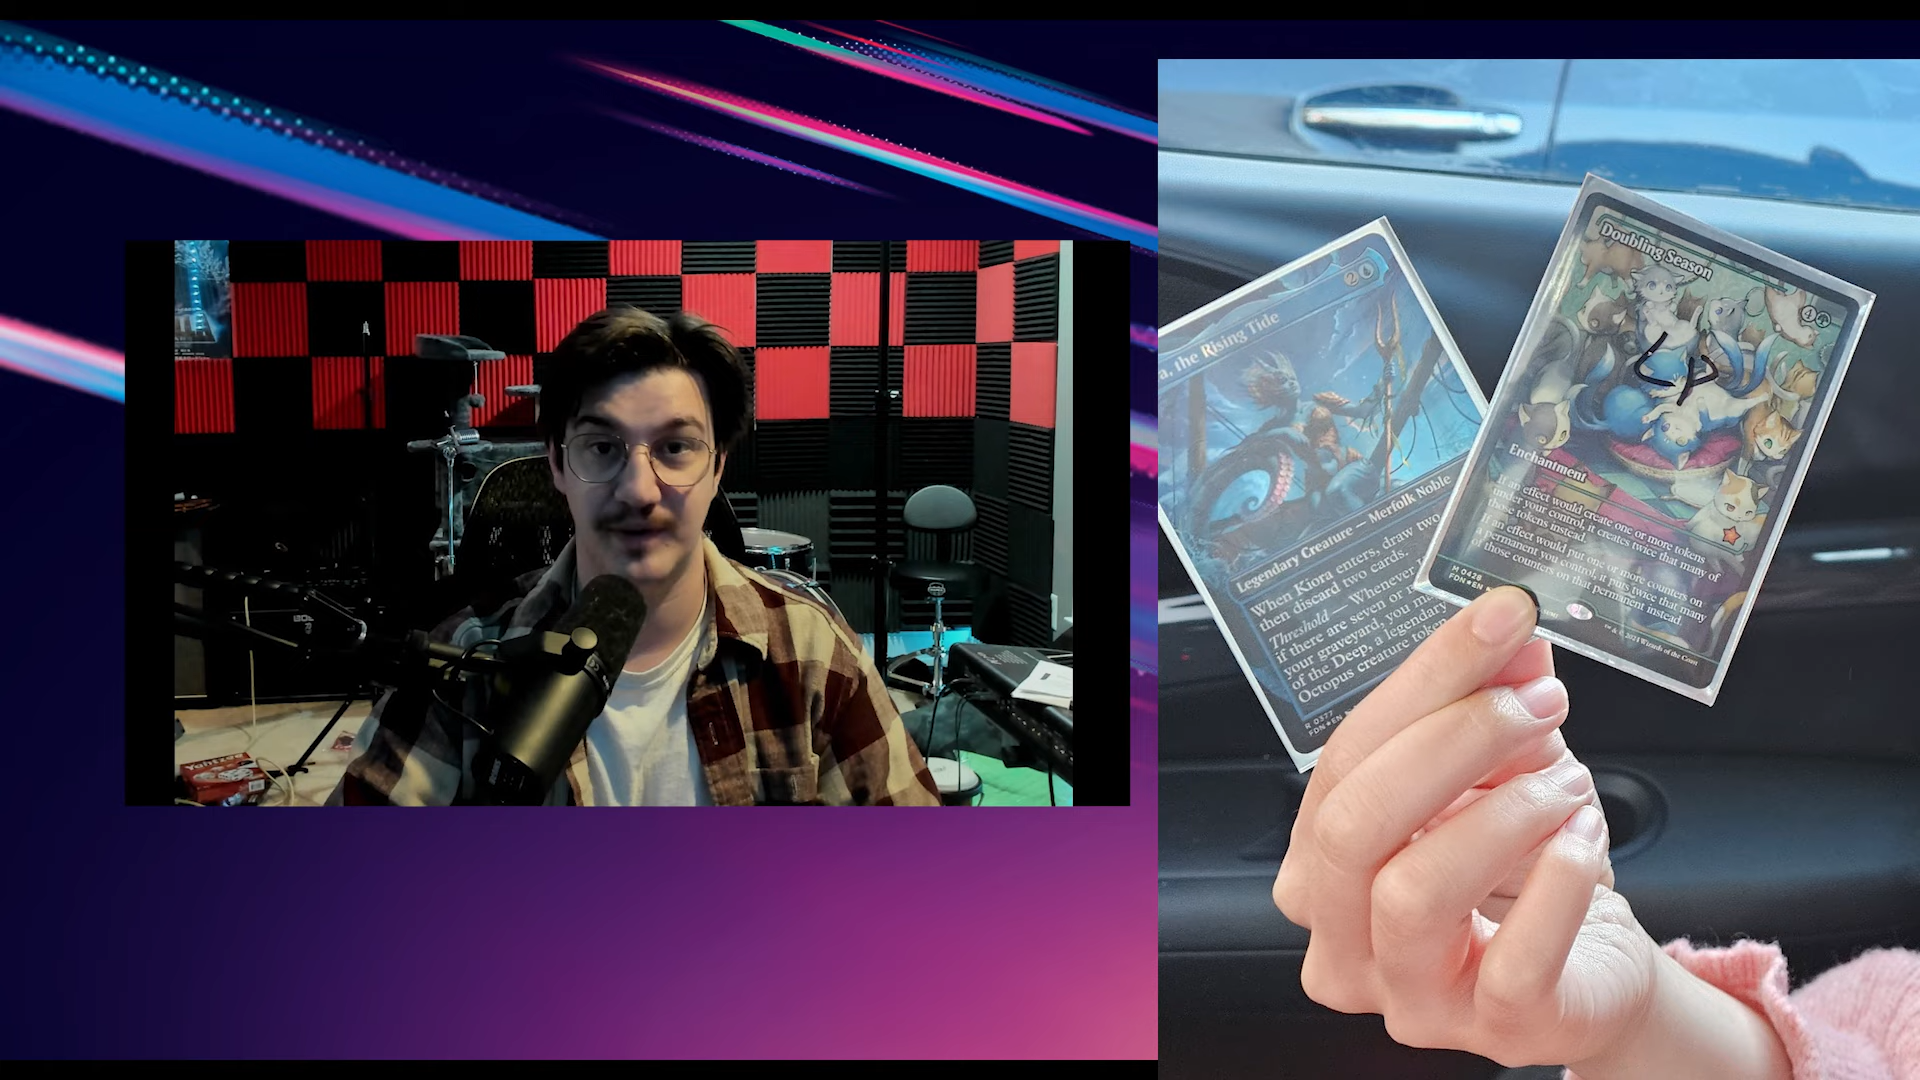 Yahtzee
the Rising Tide
2
Legendary Creature — Merfolk Noble
When Kiora enters, draw two
then discard two cards.
Threshold — Whenever
if there are seven or
your graveyard, you
of the Deep, a legendary
Octopus creature token
R 0377
FDN★EN
Doubling Season
4
LP
Enchantment
If an effect would create one or more tokens
under your control, it creates twice that many of
those tokens instead.
If an effect would put one or more counters on
a permanent you control, it puts twice that many
of those counters on that permanent instead.
M 0428
FDN★EN
™ & © 2024 Wizards of the Coast